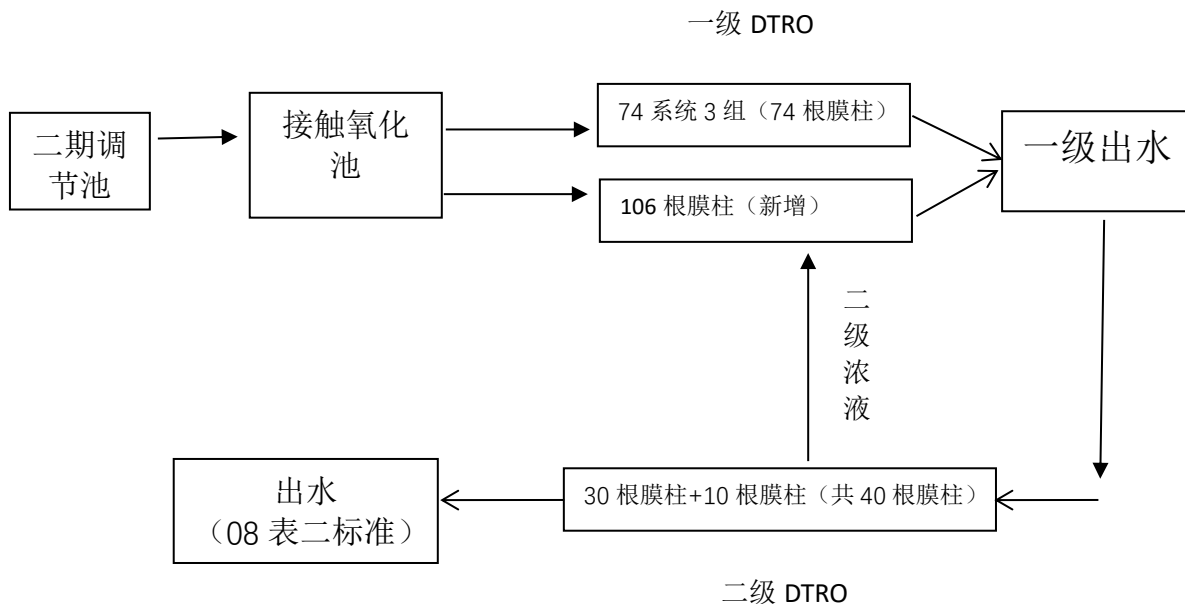 一级 DTRO
二期调
节池
接触氧化
池
74 系统 3 组（74 根膜柱）
106 根膜柱（新增）
一级出水
二
级
浓
液
出水
（08 表二标准）
30 根膜柱+10 根膜柱（共 40 根膜柱）
二级 DTRO